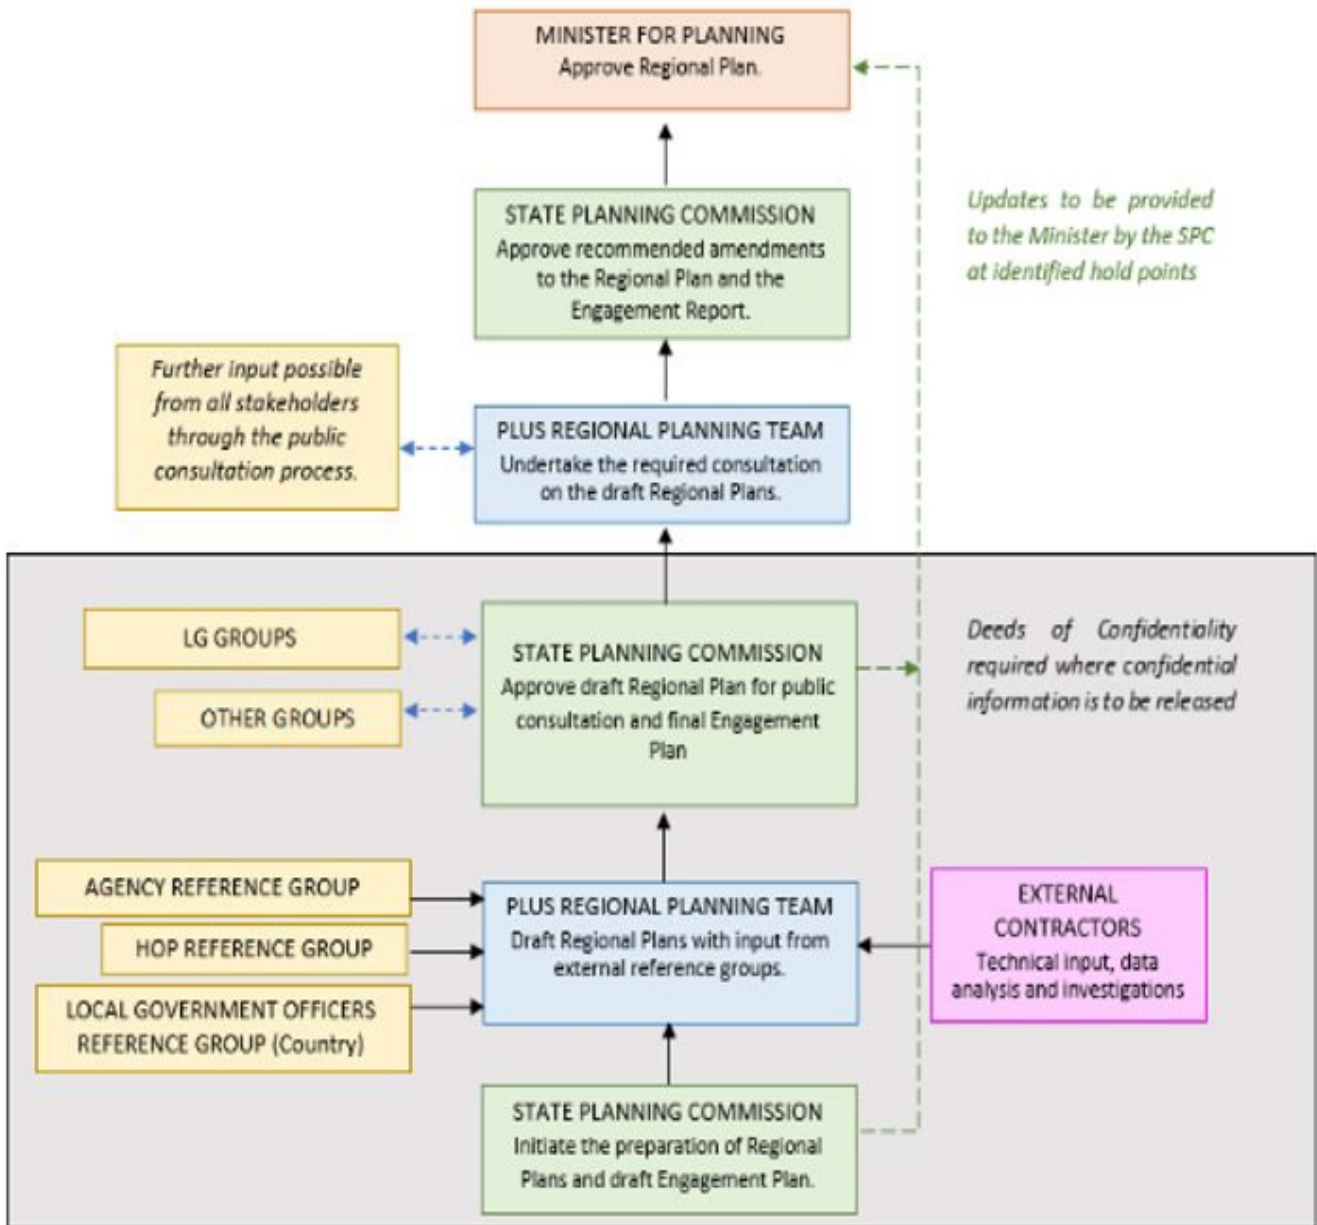 MINISTER FOR PLANNING
Approve Regional Plan.
STATE PLANNING COMMISSION
Approve recommended amendments
to the Regional Plan and the
Engagement Report.
Updates to be provided
to the Minister by the SPC
at identified hold points
Further input possible
from all stakeholders
through the public
consultation process.
PLUS REGIONAL PLANNING TEAM
Undertake the required consultation
on the draft Regional Plans.
LG GROUPS
OTHER GROUPS
STATE PLANNING COMMISSION
Approve draft Regional Plan for public
consultation and final Engagement
Plan
Deeds of Confidentiality
required where confidential
information is to be released
AGENCY REFERENCE GROUP
HOP REFERENCE GROUP
LOCAL GOVERNMENT OFFICERS
REFERENCE GROUP (Country)
PLUS REGIONAL PLANNING TEAM
Draft Regional Plans with input from
external reference groups.
EXTERNAL
CONTRACTORS
Technical input, data
analysis and investigations
STATE PLANNING COMMISSION
Initiate the preparation of Regional
Plans and draft Engagement Plan.